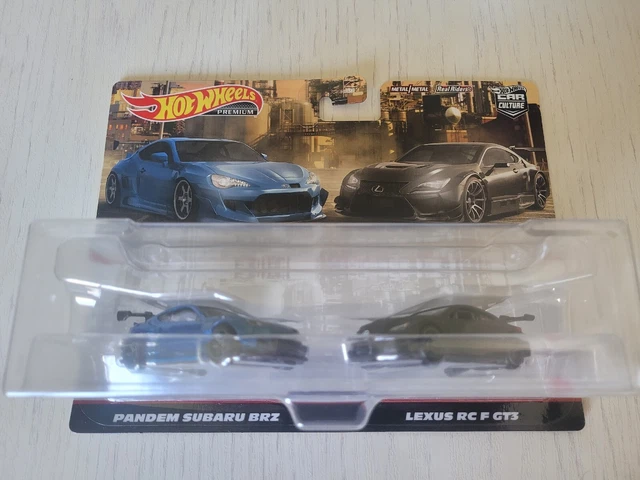 HOT WHEELS
PREMIUM
METAL/METAL
Real Riders
CAR
CULTURE
PANDEM SUBARU BRZ
LEXUS RC F GT3